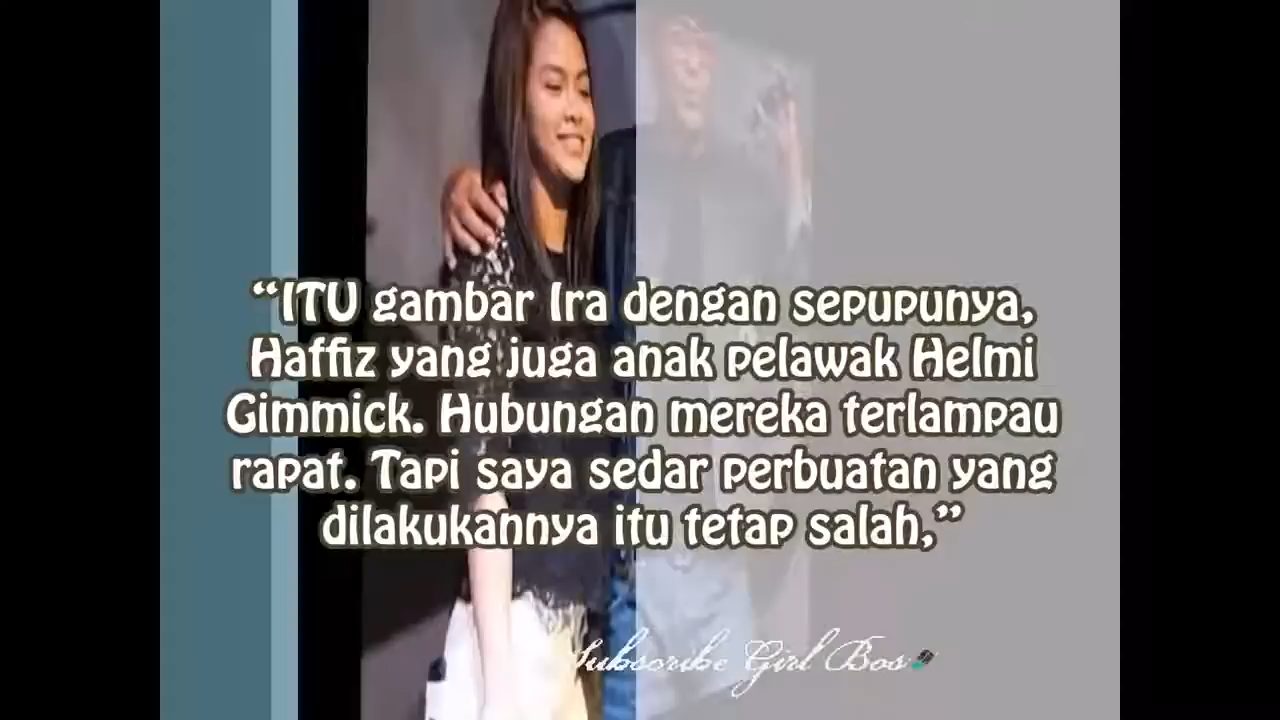 “ITU gambar Ira dengan sepupunya,
Haffiz yang juga anak pelawak Helmi
Gimmick. Hubungan mereka terlampau
rapat. Tapi saya sedar perbuatan yang
dilakukannya itu tetap salah,”
Subscribe Girl Bos